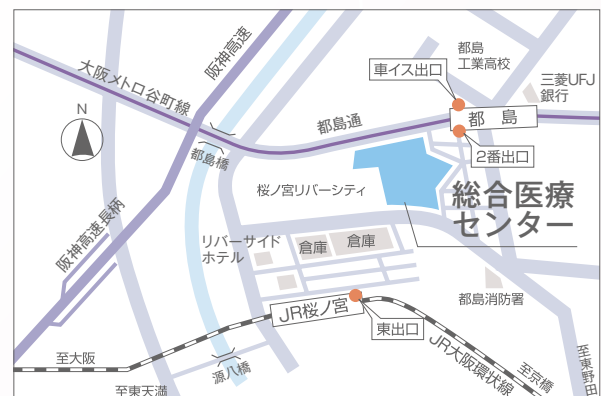 都島
工業高校
阪神高速
車イス出口
三菱UFJ
銀行
大阪メトロ谷町線
N
都島
都島通
都島橋
2番出口
桜ノ宮リバーシティ
総合医療
センター
阪神高速長柄
リバーサイド
ホテル
倉庫
倉庫
都島消防署
JR桜ノ宮
東出口
JR大阪環状線
至大阪
源八橋
至京橋
至東野田
至東天満